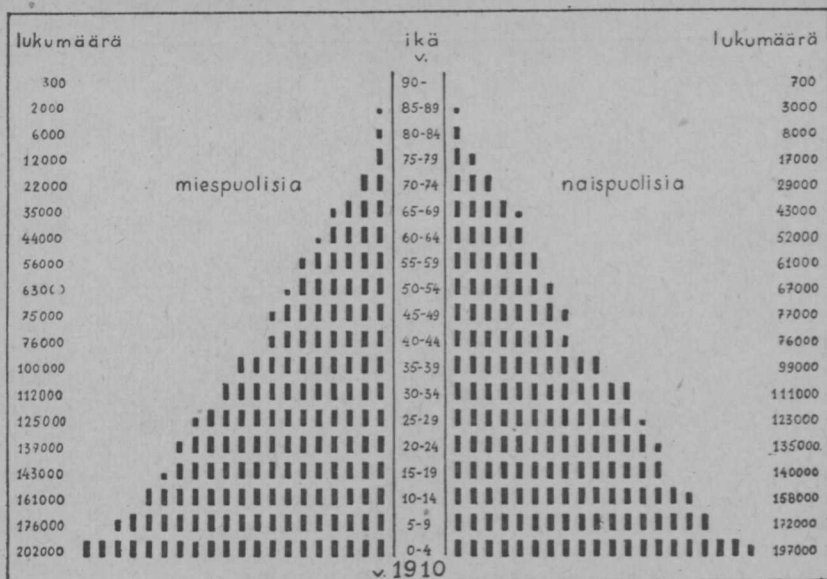 lukumäärä ikä lukumäärä
v.
300 90- 700
2000 85-89 3000
6000 80-84 8000
12000 75-79 17000
miespuolisia naispuolisia
22000 70-74 29000
35000 65-69 43000
44000 60-64 52000
56000 55-59 61000
63000 50-54 67000
75000 45-49 77000
76000 40-44 76000
100000 35-39 99000
112000 30-34 111000
125000 25-29 123000
139000 20-24 135000
143000 15-19 140000
161000 10-14 158000
176000 5-9 172000
202000 0-4 197000
v. 1910